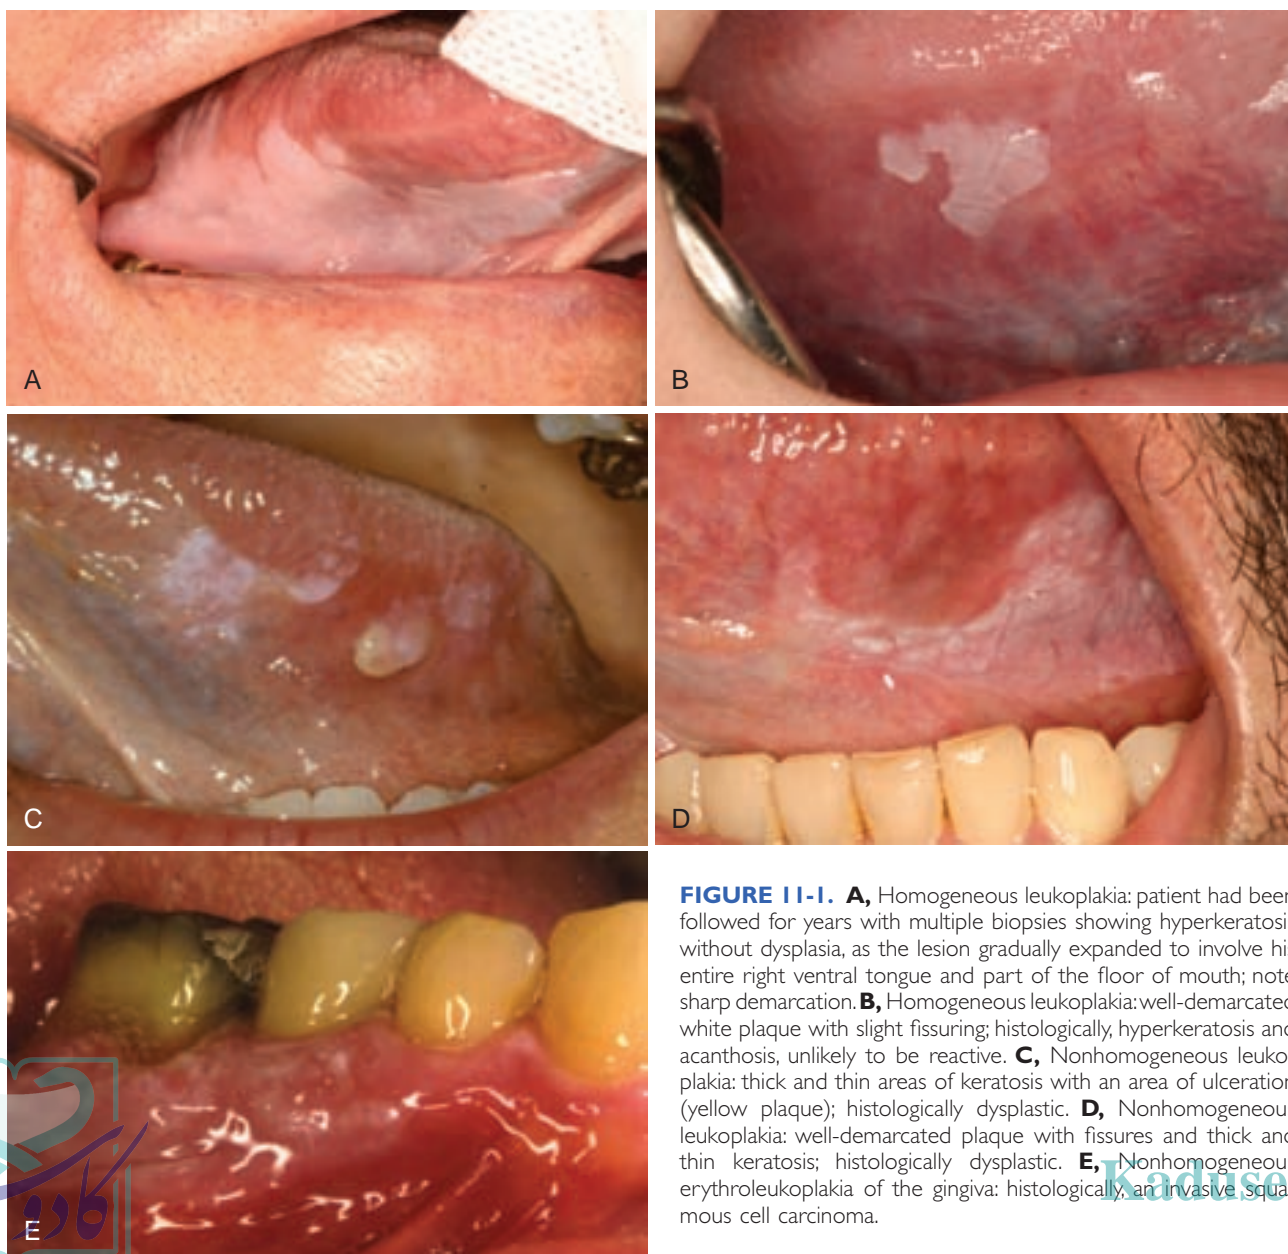 A
B
C
D
E
FIGURE 11-1. A, Homogeneous leukoplakia: patient had been
followed for years with multiple biopsies showing hyperkeratosi
without dysplasia, as the lesion gradually expanded to involve hi
entire right ventral tongue and part of the floor of mouth; note
sharp demarcation. B, Homogeneous leukoplakia: well-demarcated
white plaque with slight fissuring; histologically, hyperkeratosis and
acanthosis, unlikely to be reactive. C, Nonhomogeneous leuko
plakia: thick and thin areas of keratosis with an area of ulceration
(yellow plaque); histologically dysplastic. D, Nonhomogeneou
leukoplakia: well-demarcated plaque with fissures and thick and
thin keratosis; histologically dysplastic. E, Nonhomogeneou
erythroleukoplakia of the gingiva: histologically, an invasive squa
mous cell carcinoma.
Kaduse
کادو